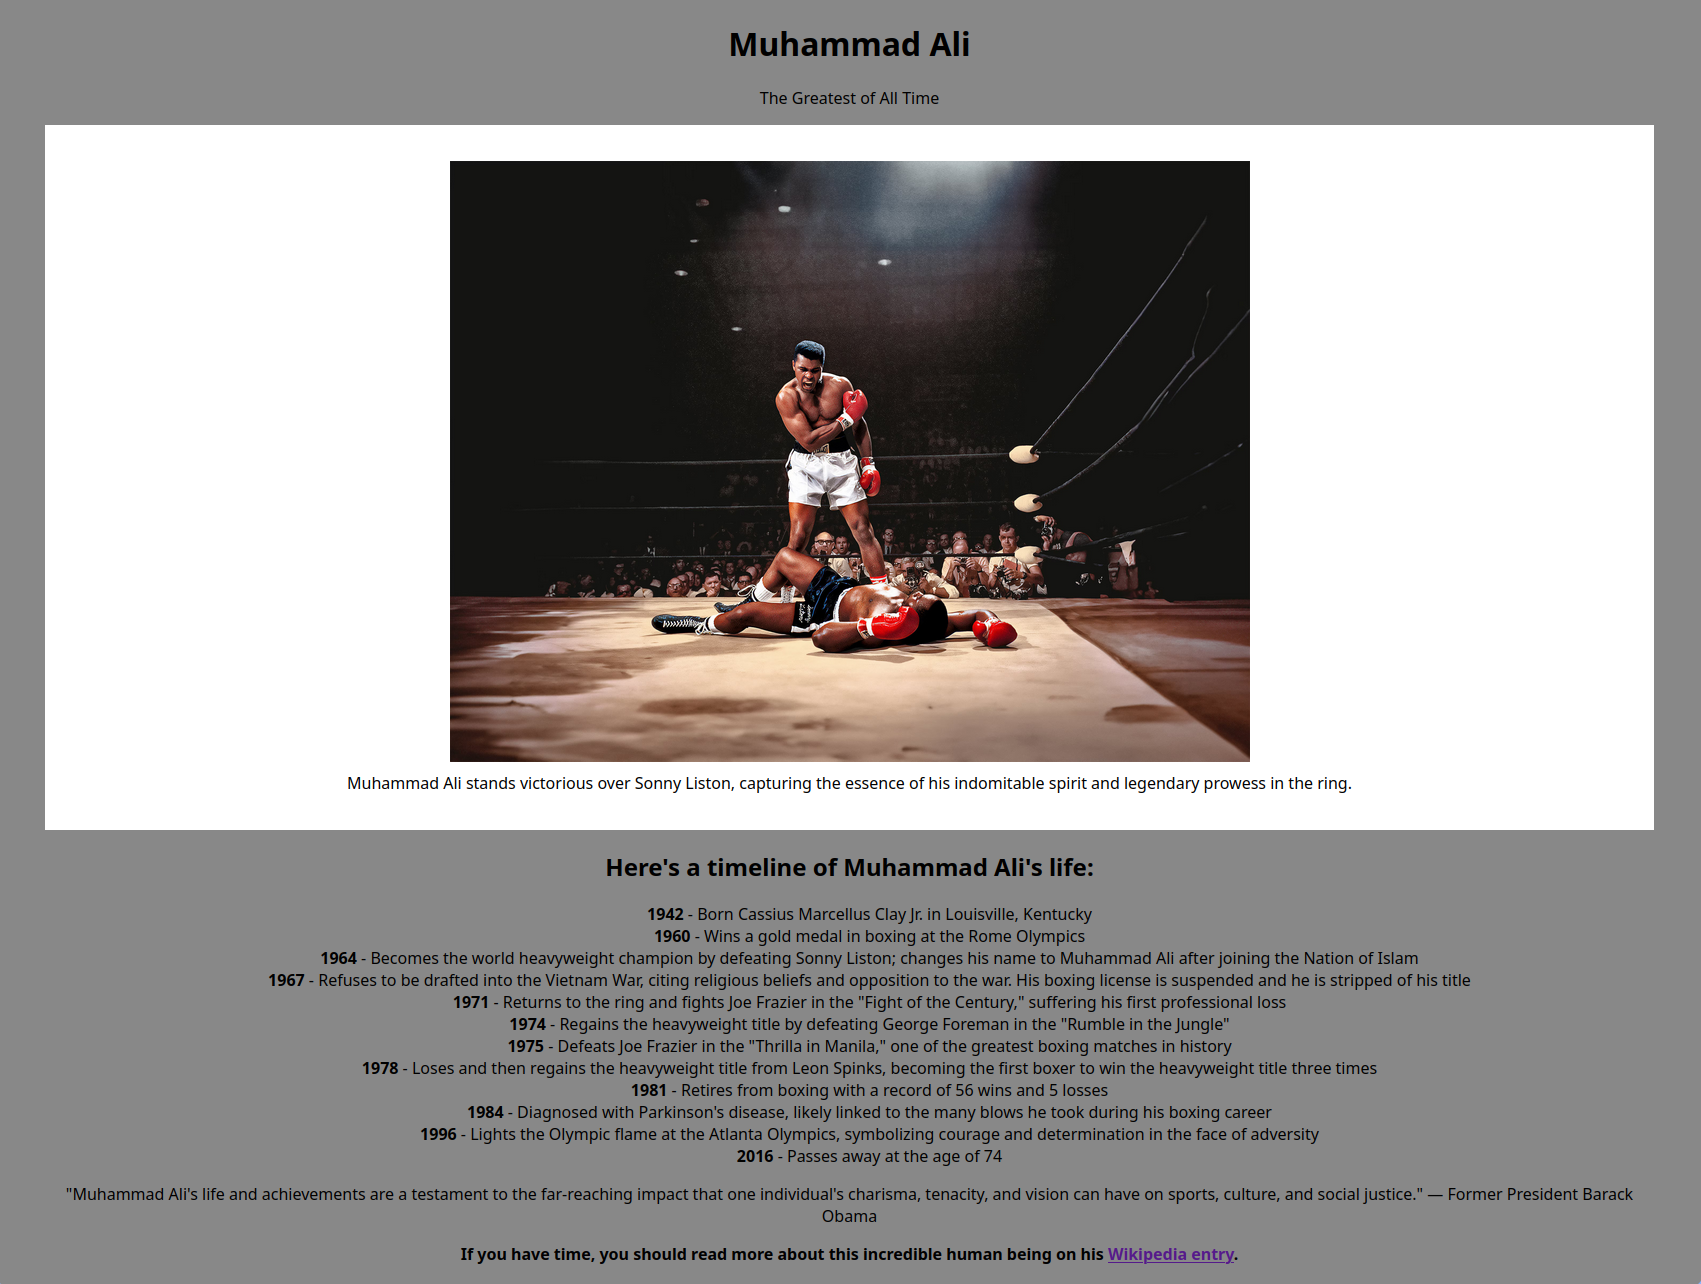 Muhammad Ali
The Greatest of All Time
Muhammad Ali stands victorious over Sonny Liston, capturing the essence of his indomitable spirit and legendary prowess in the ring.
Here's a timeline of Muhammad Ali's life:
1942 - Born Cassius Marcellus Clay Jr. in Louisville, Kentucky
1960 - Wins a gold medal in boxing at the Rome Olympics
1964 - Becomes the world heavyweight champion by defeating Sonny Liston; changes his name to Muhammad Ali after joining the Nation of Islam
1967 - Refuses to be drafted into the Vietnam War, citing religious beliefs and opposition to the war. His boxing license is suspended and he is stripped of his title
1971 - Returns to the ring and fights Joe Frazier in the "Fight of the Century," suffering his first professional loss
1974 - Regains the heavyweight title by defeating George Foreman in the "Rumble in the Jungle"
1975 - Defeats Joe Frazier in the "Thrilla in Manila," one of the greatest boxing matches in history
1978 - Loses and then regains the heavyweight title from Leon Spinks, becoming the first boxer to win the heavyweight title three times
1981 - Retires from boxing with a record of 56 wins and 5 losses
1984 - Diagnosed with Parkinson's disease, likely linked to the many blows he took during his boxing career
1996 - Lights the Olympic flame at the Atlanta Olympics, symbolizing courage and determination in the face of adversity
2016 - Passes away at the age of 74
"Muhammad Ali's life and achievements are a testament to the far-reaching impact that one individual's charisma, tenacity, and vision can have on sports, culture, and social justice." — Former President Barack
Obama
If you have time, you should read more about this incredible human being on his Wikipedia entry.